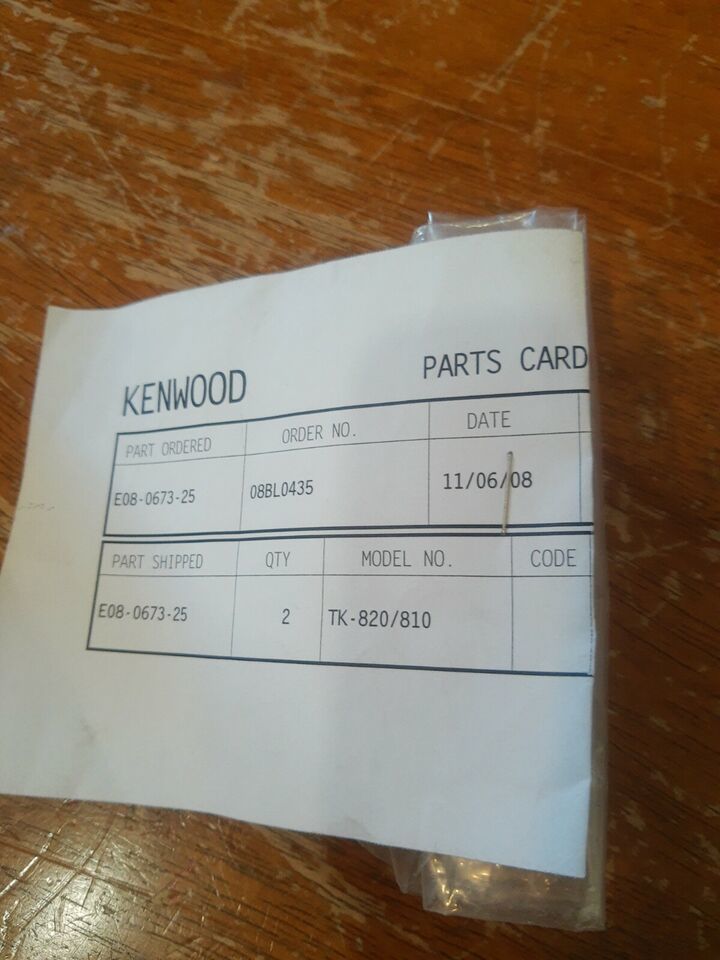 KENWOOD PARTS CARD
PART ORDERED ORDER NO. DATE
E08-0673-25 08BL0435 11/06/08
PART SHIPPED QTY MODEL NO. CODE
E08-0673-25 2 TK-820/810